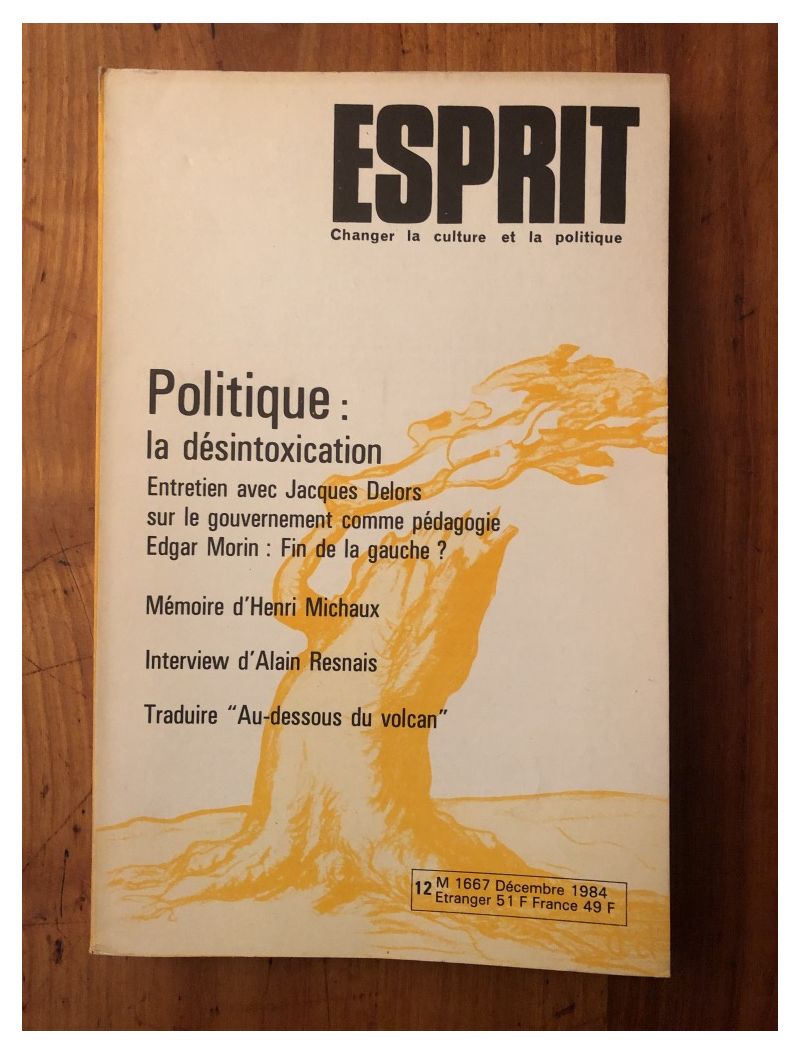 ESPRIT
Changer la culture et la politique
Politique :
la désintoxication
Entretien avec Jacques Delors
sur le gouvernement comme pédagogie
Edgar Morin : Fin de la gauche ?
Mémoire d'Henri Michaux
Interview d'Alain Resnais
Traduire “Au-dessous du volcan”
12 M 1667 Décembre 1984
Etranger 51 F France 49 F